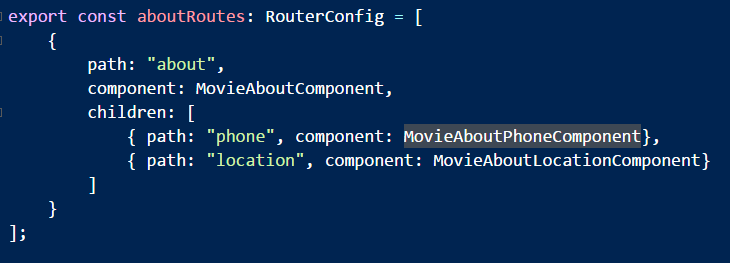 export const aboutRoutes: RouterConfig = [
    {
        path: "about",
        component: MovieAboutComponent,
        children: [
            { path: "phone", component: MovieAboutPhoneComponent},
            { path: "location", component: MovieAboutLocationComponent}
        ]
    }
];